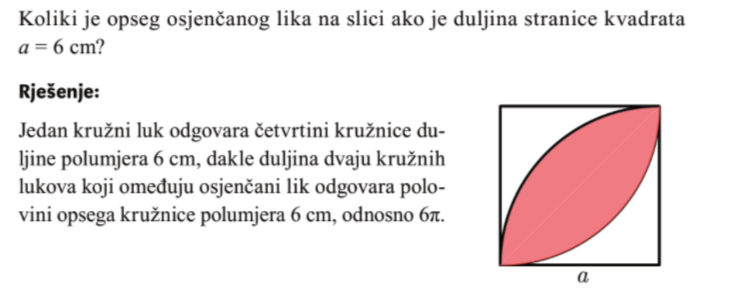 Koliki je opseg osjenčanog lika na slici ako je duljina stranice kvadrata
a = 6 cm?
Rješenje:
Jedan kružni luk odgovara četvrtini kružnice du-
ljine polumjera 6 cm, dakle duljina dvaju kružnih
lukova koji omeđuju osjenčani lik odgovara polo-
vini opsega kružnice polumjera 6 cm, odnosno 6π.
a